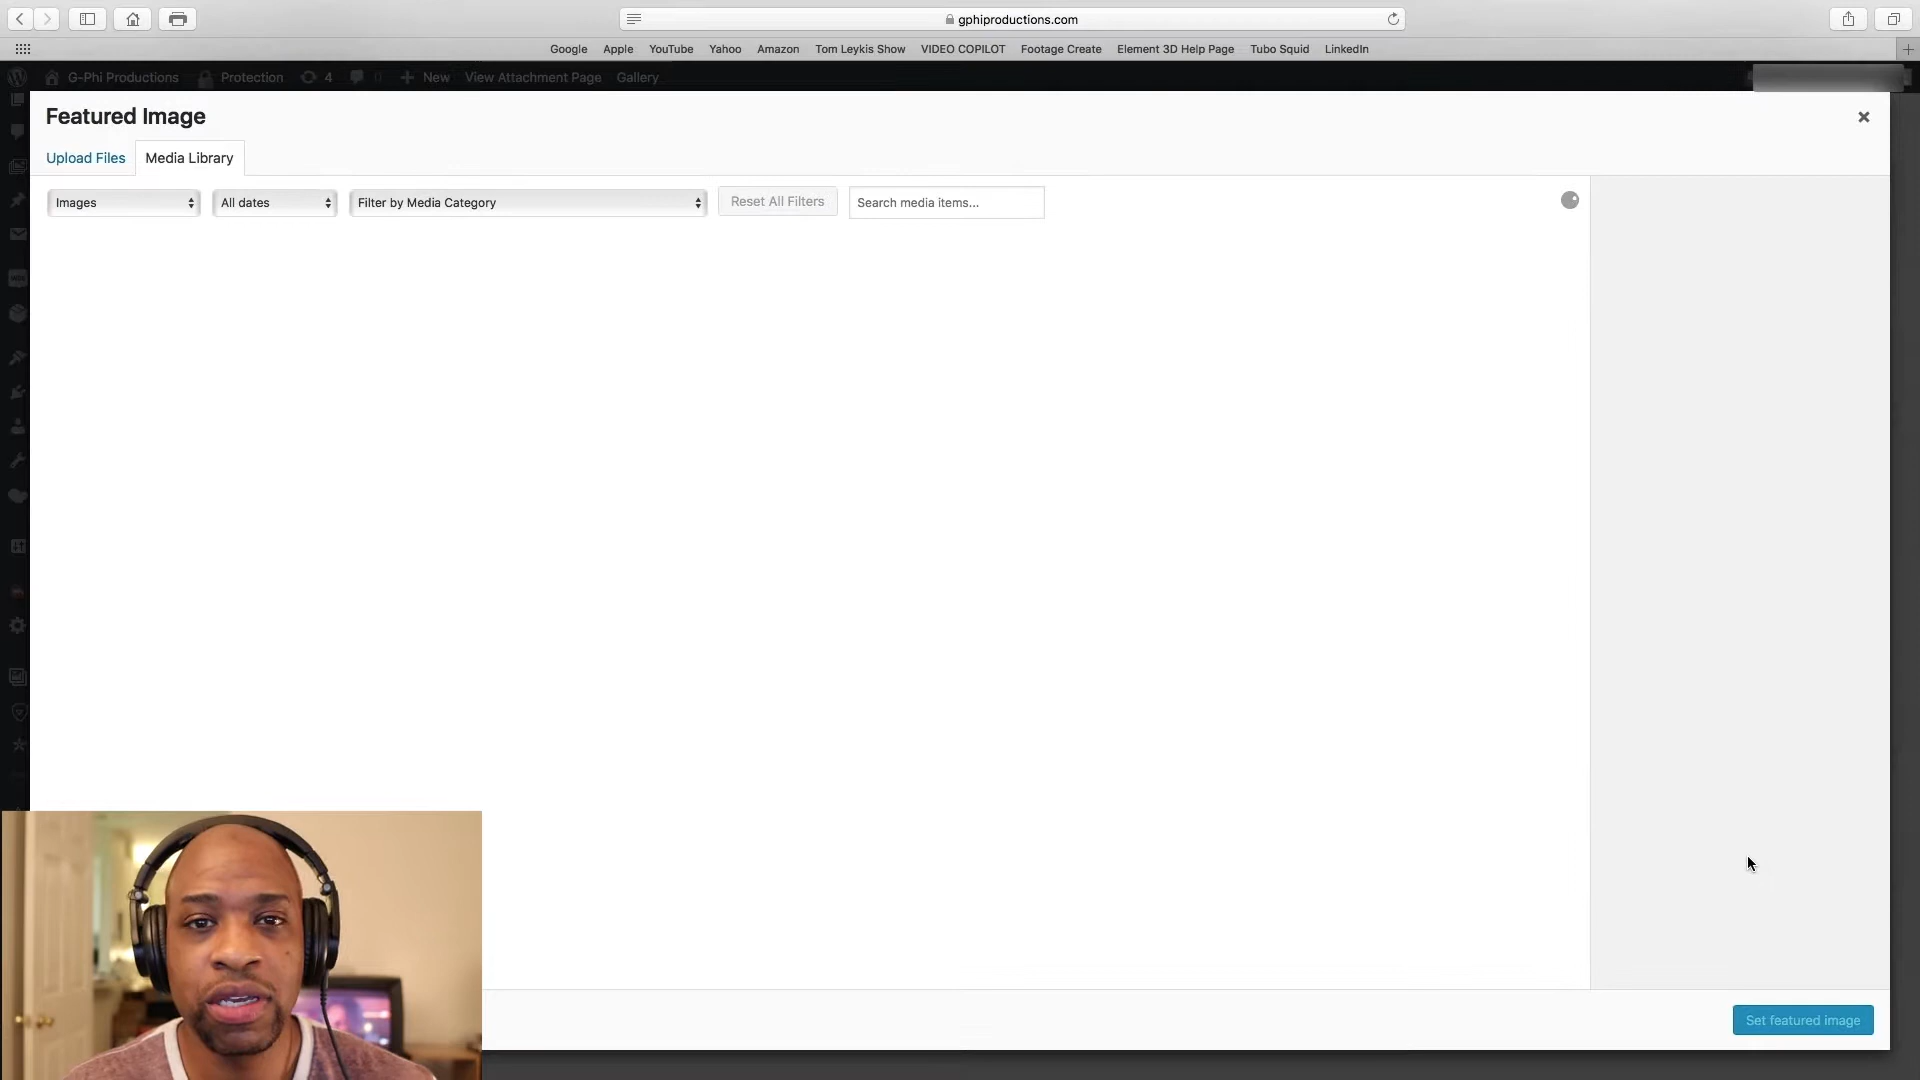 gphiproductions.com
Google Apple YouTube Yahoo Amazon Tom Leykis Show VIDEO COPILOT Footage Create Element 3D Help Page Tubo Squid LinkedIn
G-Phi Productions Protection 4 0 New View Attachment Page Gallery
Featured Image
Upload Files Media Library
Images All dates Filter by Media Category Reset All Filters Search media items...
Set featured image